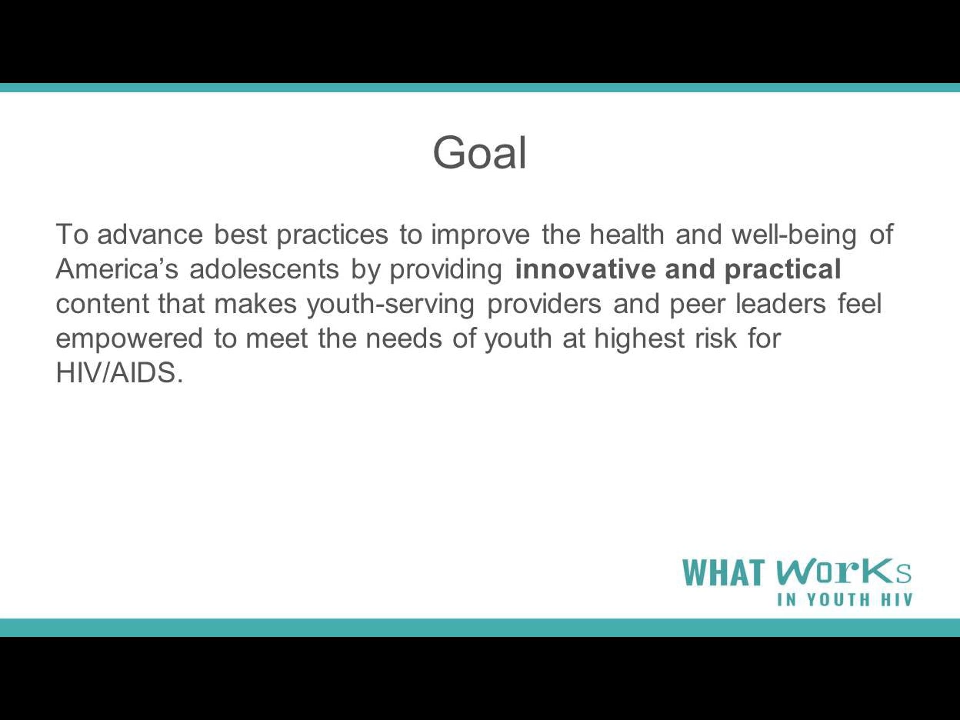 Goal
To advance best practices to improve the health and well-being of
America’s adolescents by providing innovative and practical
content that makes youth-serving providers and peer leaders feel
empowered to meet the needs of youth at highest risk for
HIV/AIDS.
WHAT WorKs
IN YOUTH HIV